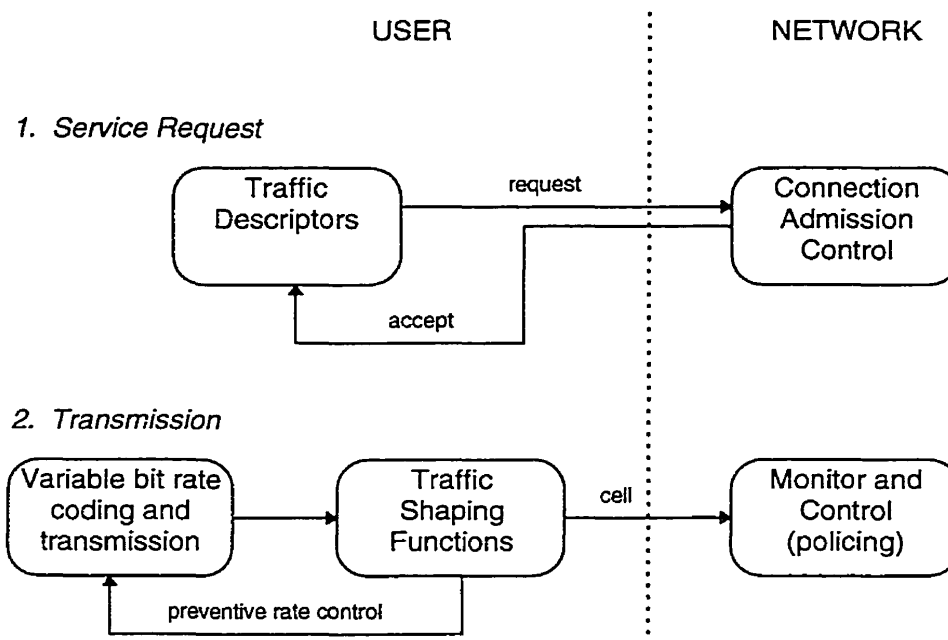 USER
NETWORK
1. Service Request
Traffic
Descriptors
request
Connection
Admission
Control
accept
2. Transmission
Variable bit rate
coding and
transmission
Traffic
Shaping
Functions
cell
Monitor and
Control
(policing)
preventive rate control